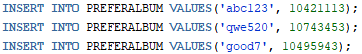 INSERT INTO PREFERALBUM VALUES('abc123', 10421113);
INSERT INTO PREFERALBUM VALUES('qwe520', 10743453);
INSERT INTO PREFERALBUM VALUES('good7', 10495943);